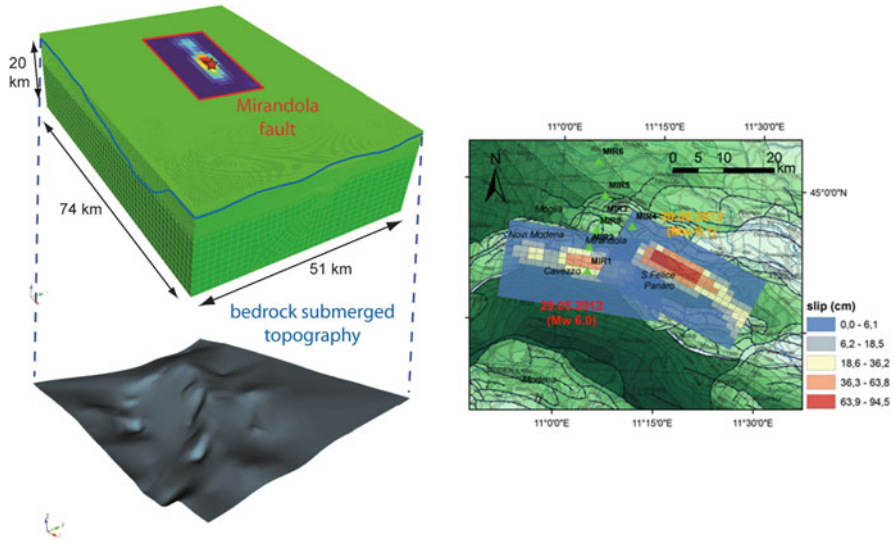 20
km
Mirandola
fault
74 km
51 km
bedrock submerged
topography
11°0'0"E
11°15'0"E
11°30'0"E
N
MIR6
0 5 10 20
km
MIR5
45°0'0"N
Moglia
MIR3
MIR4
(Mw 6.1)
Novi Modena
Mirandola
MIR1
Cavezzo
S.Felice
Panaro
29.05.2012
(Mw 6.0)
slip (cm)
0,0 - 6,1
6,2 - 18,5
18,6 - 36,2
36,3 - 63,8
63,9 - 94,5
Modena
11°0'0"E
11°15'0"E
11°30'0"E